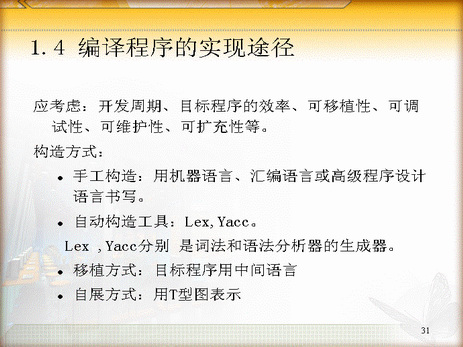 1.4 编译程序的实现途径
应考虑：开发周期、目标程序的效率、可移植性、可调
试性、可维护性、可扩充性等。
构造方式：
• 手工构造：用机器语言、汇编语言或高级程序设计
语言书写。
• 自动构造工具：Lex,Yacc。
Lex ,Yacc分别 是词法和语法分析器的生成器。
• 移植方式：目标程序用中间语言
• 自展方式：用T型图表示
31